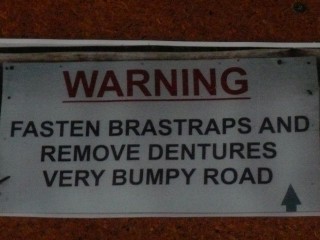 WARNING
FASTEN BRASTRAPS AND
REMOVE DENTURES
VERY BUMPY ROAD